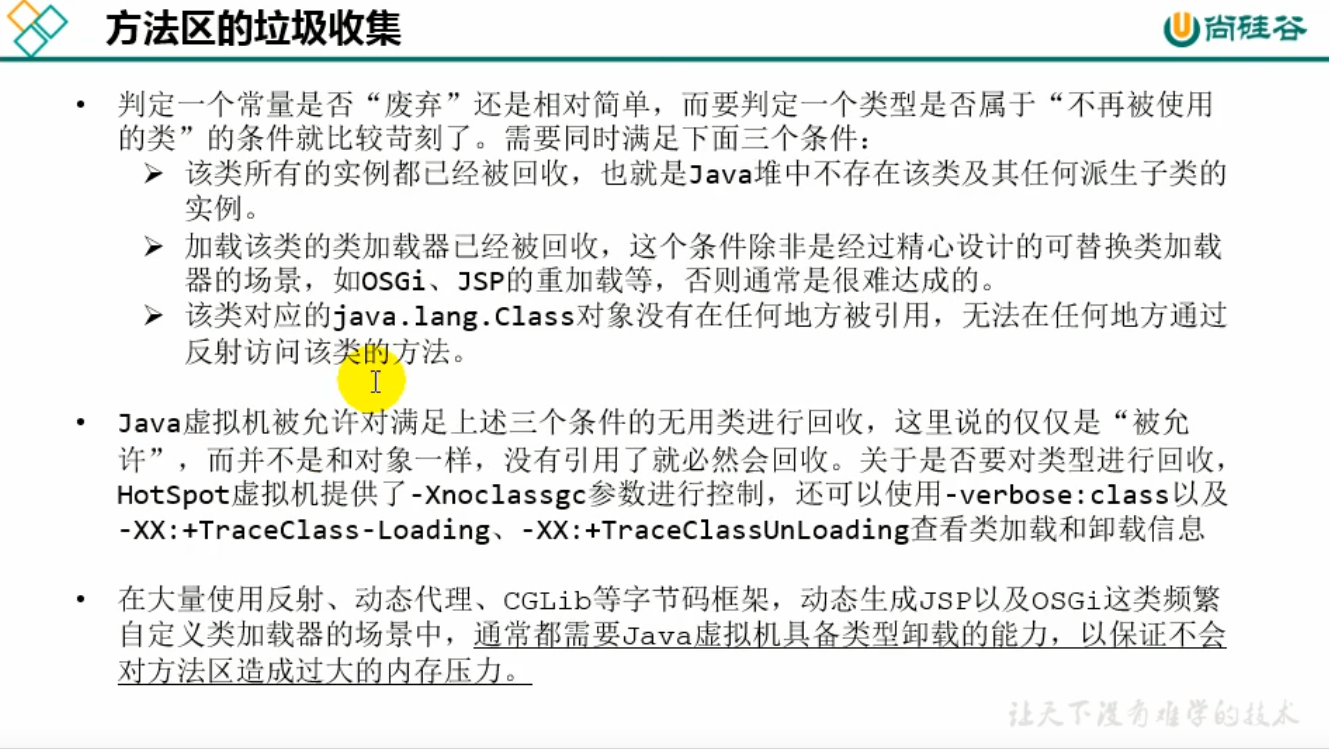 方法区的垃圾收集
尚硅谷
• 判定一个常量是否“废弃”还是相对简单，而要判定一个类型是否属于“不再被使用
的类”的条件就比较苛刻了。需要同时满足下面三个条件：
➢ 该类所有的实例都已经被回收，也就是Java堆中不存在该类及其任何派生子类的
实例。
➢ 加载该类的类加载器已经被回收，这个条件除非是经过精心设计的可替换类加载
器的场景，如OSGi、JSP的重加载等，否则通常是很难达成的。
➢ 该类对应的java.lang.Class对象没有在任何地方被引用，无法在任何地方通过
反射访问该类的方法。
• Java虚拟机被允许对满足上述三个条件的无用类进行回收，这里说的仅仅是“被允
许”，而并不是和对象一样，没有引用了就必然会回收。关于是否要对类型进行回收，
HotSpot虚拟机提供了-Xnoclassgc参数进行控制，还可以使用-verbose:class以及
-XX:+TraceClass-Loading、-XX:+TraceClassUnLoading查看类加载和卸载信息
• 在大量使用反射、动态代理、CGLib等字节码框架，动态生成JSP以及OSGi这类频繁
自定义类加载器的场景中，通常都需要Java虚拟机具备类型卸载的能力，以保证不会
对方法区造成过大的内存压力。
让天下没有难学的技术